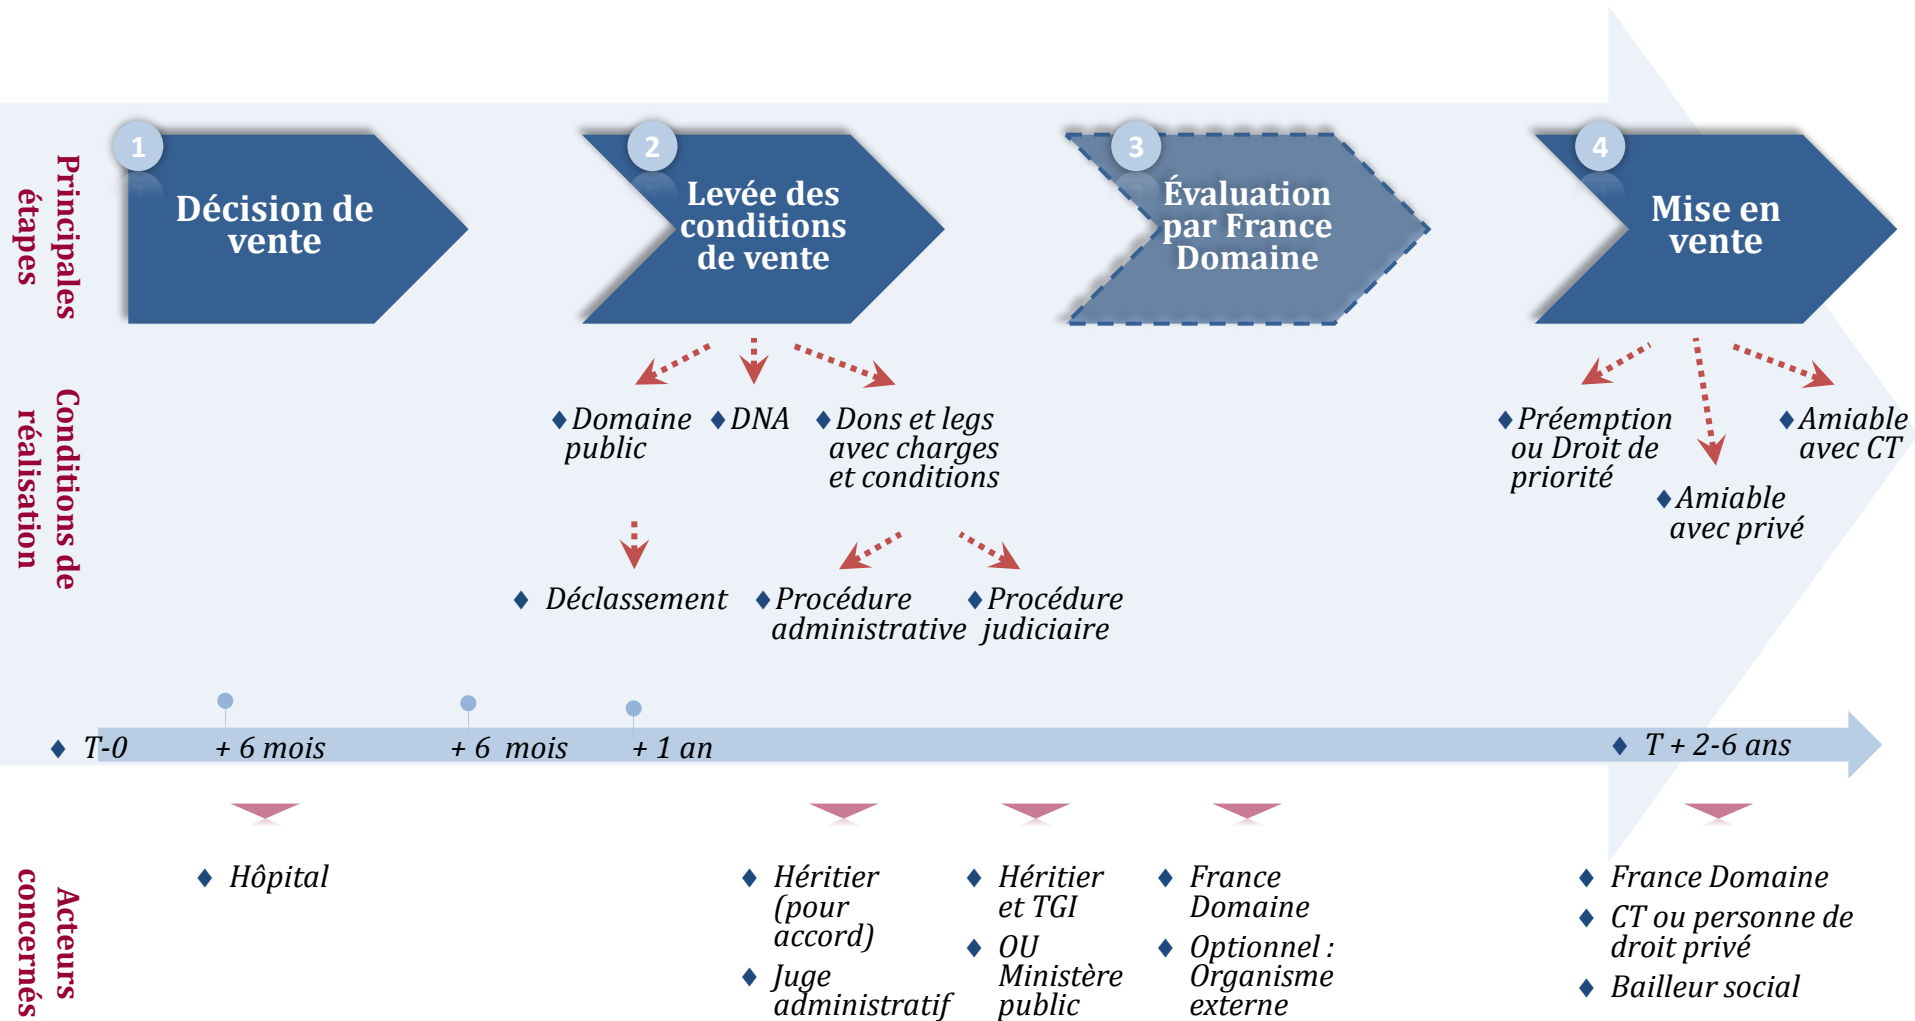 Principales
étapes
1
Décision de
vente
2
Levée des
conditions
de vente
3
Évaluation
par France
Domaine
4
Mise en
vente
Conditions de
réalisation
♦ Domaine
public
♦ DNA
♦ Dons et legs
avec charges
et conditions
♦ Déclassement
♦ Procédure
administrative
♦ Procédure
judiciaire
♦ Préemption
ou Droit de
priorité
♦ Amiable
avec privé
♦ Amiable
avec CT
♦ T-0
+ 6 mois
+ 6 mois
+ 1 an
♦ T + 2-6 ans
Acteurs
concernés
♦ Hôpital
♦ Héritier
(pour
accord)
♦ Juge
administratif
♦ Héritier
et TGI
♦ OU
Ministère
public
♦ France
Domaine
♦ Optionnel :
Organisme
externe
♦ France Domaine
♦ CT ou personne de
droit privé
♦ Bailleur social